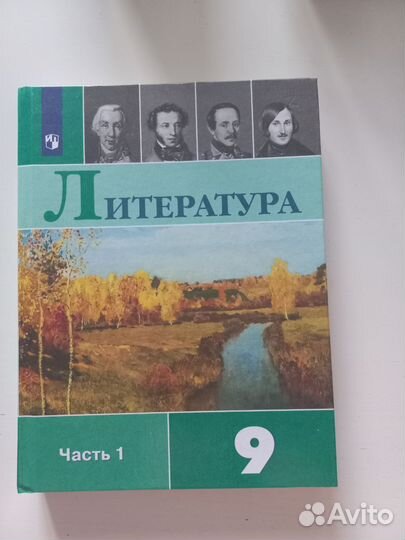 Литература
Часть 1
9
Avito